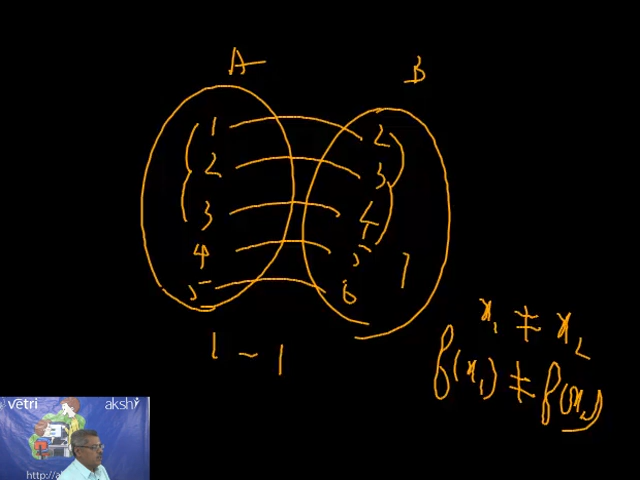 A B
1 2
2 3
3 4
4 5 7
5 6
1 - 1
x₁ ≠ x₂
f(x₁) ≠ f(x₂)
vetri akshi
http://a